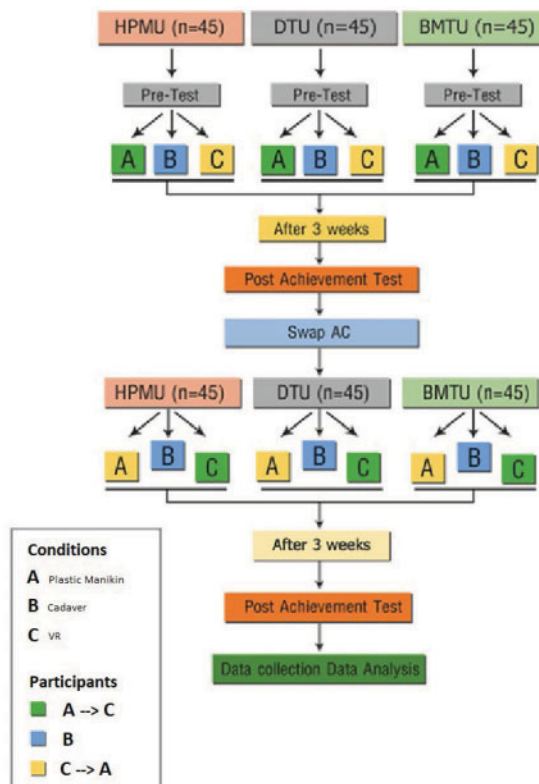 HPMU (n=45) DTU (n=45) BMTU (n=45)
Pre-Test Pre-Test Pre-Test
A B C A B C A B C
After 3 weeks
Post Achievement Test
Swap AC
HPMU (n=45) DTU (n=45) BMTU (n=45)
A B C A B C A B C
After 3 weeks
Post Achievement Test
Data collection Data Analysis
Conditions
A Plastic Manikin
B Cadaver
C VR
Participants
A --> C
B
C --> A